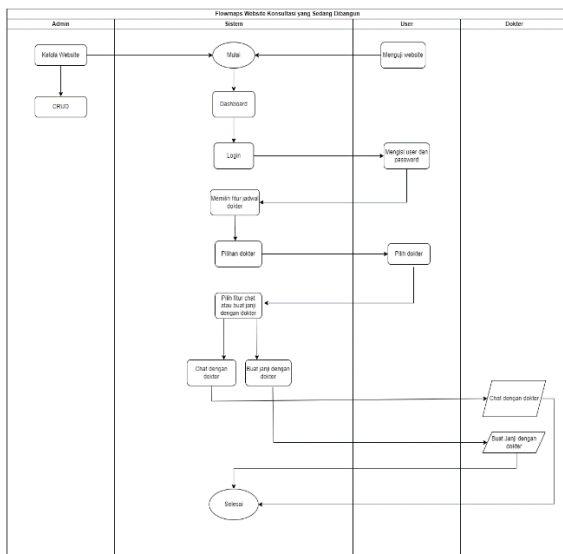 Flowmaps Website Konsultasi yang Sedang Dibangun
Admin
Sistem
User
Dokter
Kelola Website
Mulai
Menguji website
CRUD
Dashboard
Login
Mengisi user dan
password
Memilih fitur jadwal
dokter
Pilihan dokter
Pilih dokter
Pilih fitur chat
atau buat janji
dengan dokter
Chat dengan
dokter
Buat janji dengan
dokter
Chat dengan dokter
Buat Janji dengan
dokter
Selesai